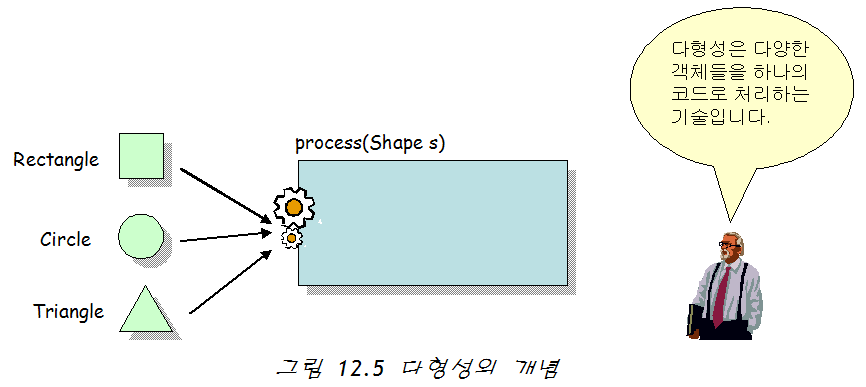 다형성은 다양한
객체들을 하나의
코드로 처리하는
기술입니다.
process(Shape s)
Rectangle
Circle
Triangle
그림 12.5 다형성의 개념